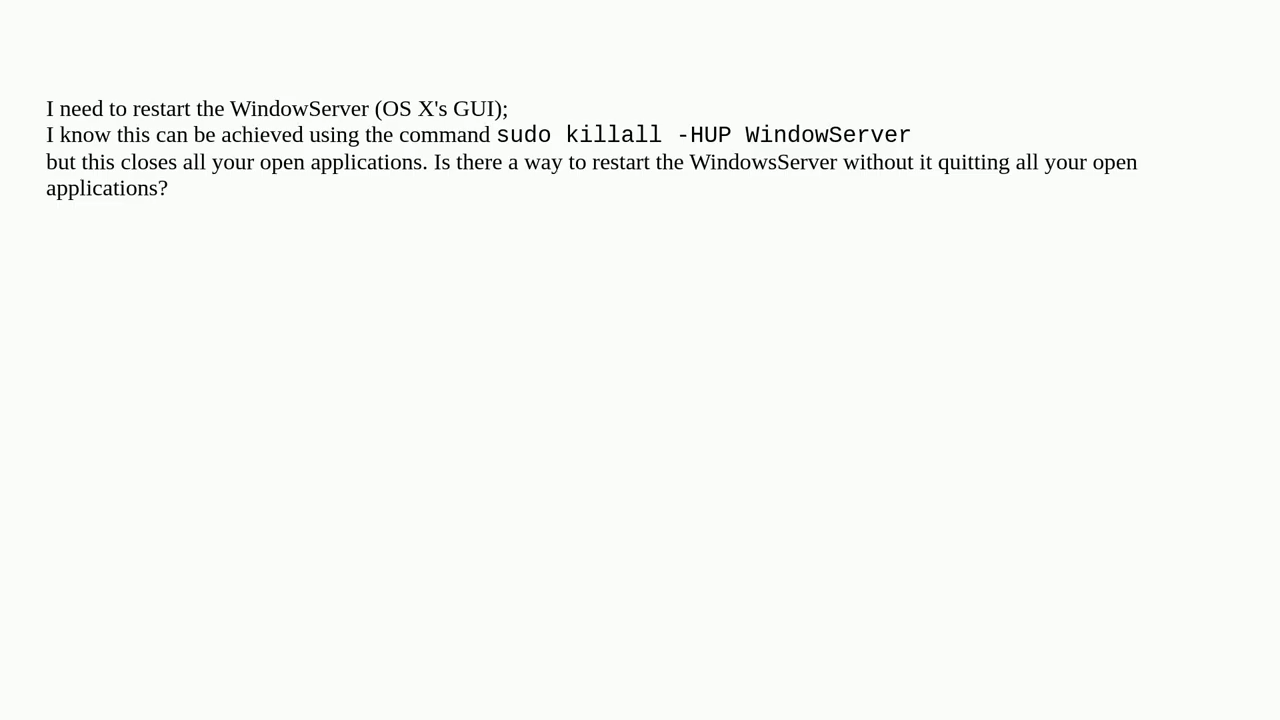 I need to restart the WindowServer (OS X's GUI);
I know this can be achieved using the command sudo killall -HUP WindowServer
but this closes all your open applications. Is there a way to restart the WindowsServer without it quitting all your open
applications?